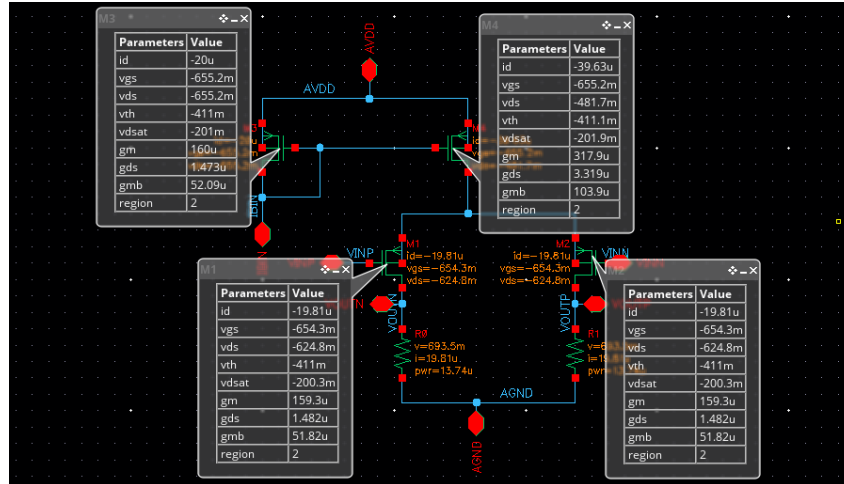 M3
Parameters Value
id -20u
vgs -655.2m
vds -655.2m
vth -411m
vdsat -201m
gm 160u
gds 1.473u
gmb 52.09u
region 2
M4
Parameters Value
id -39.63u
vgs -655.2m
vds -481.7m
vth -411.1m
vdsat -201.9m
gm 317.9u
gds 3.319u
gmb 103.9u
region 2
AVDD
AVDD
M3
IBIN
VINP
M1
id=-19.81u
vgs=-654.3m
vds=-624.8m
M2
id=-19.81u
vgs=-654.3m
vds=-624.8m
VINN
M1
Parameters Value
id -19.81u
vgs -654.3m
vds -624.8m
vth -411m
vdsat -200.3m
gm 159.3u
gds 1.482u
gmb 51.82u
region 2
Parameters Value
id -19.81u
vgs -654.3m
vds -624.8m
vth -411m
vdsat -200.3m
gm 159.3u
gds 1.482u
gmb 51.82u
region 2
VOUTN
VOUTP
R0
v=693.5m
i=19.81u
pwr=13.74u
R1
AGND
AGND